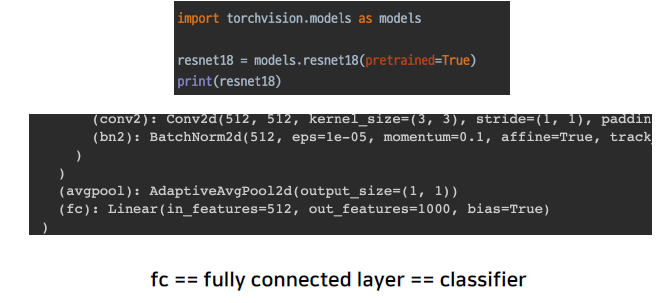 import torchvision.models as models
resnet18 = models.resnet18(pretrained=True)
print(resnet18)
(conv2): Conv2d(512, 512, kernel_size=(3, 3), stride=(1, 1), paddin
(bn2): BatchNorm2d(512, eps=1e-05, momentum=0.1, affine=True, track
)
)
(avgpool): AdaptiveAvgPool2d(output_size=(1, 1))
(fc): Linear(in_features=512, out_features=1000, bias=True)
)
fc == fully connected layer == classifier